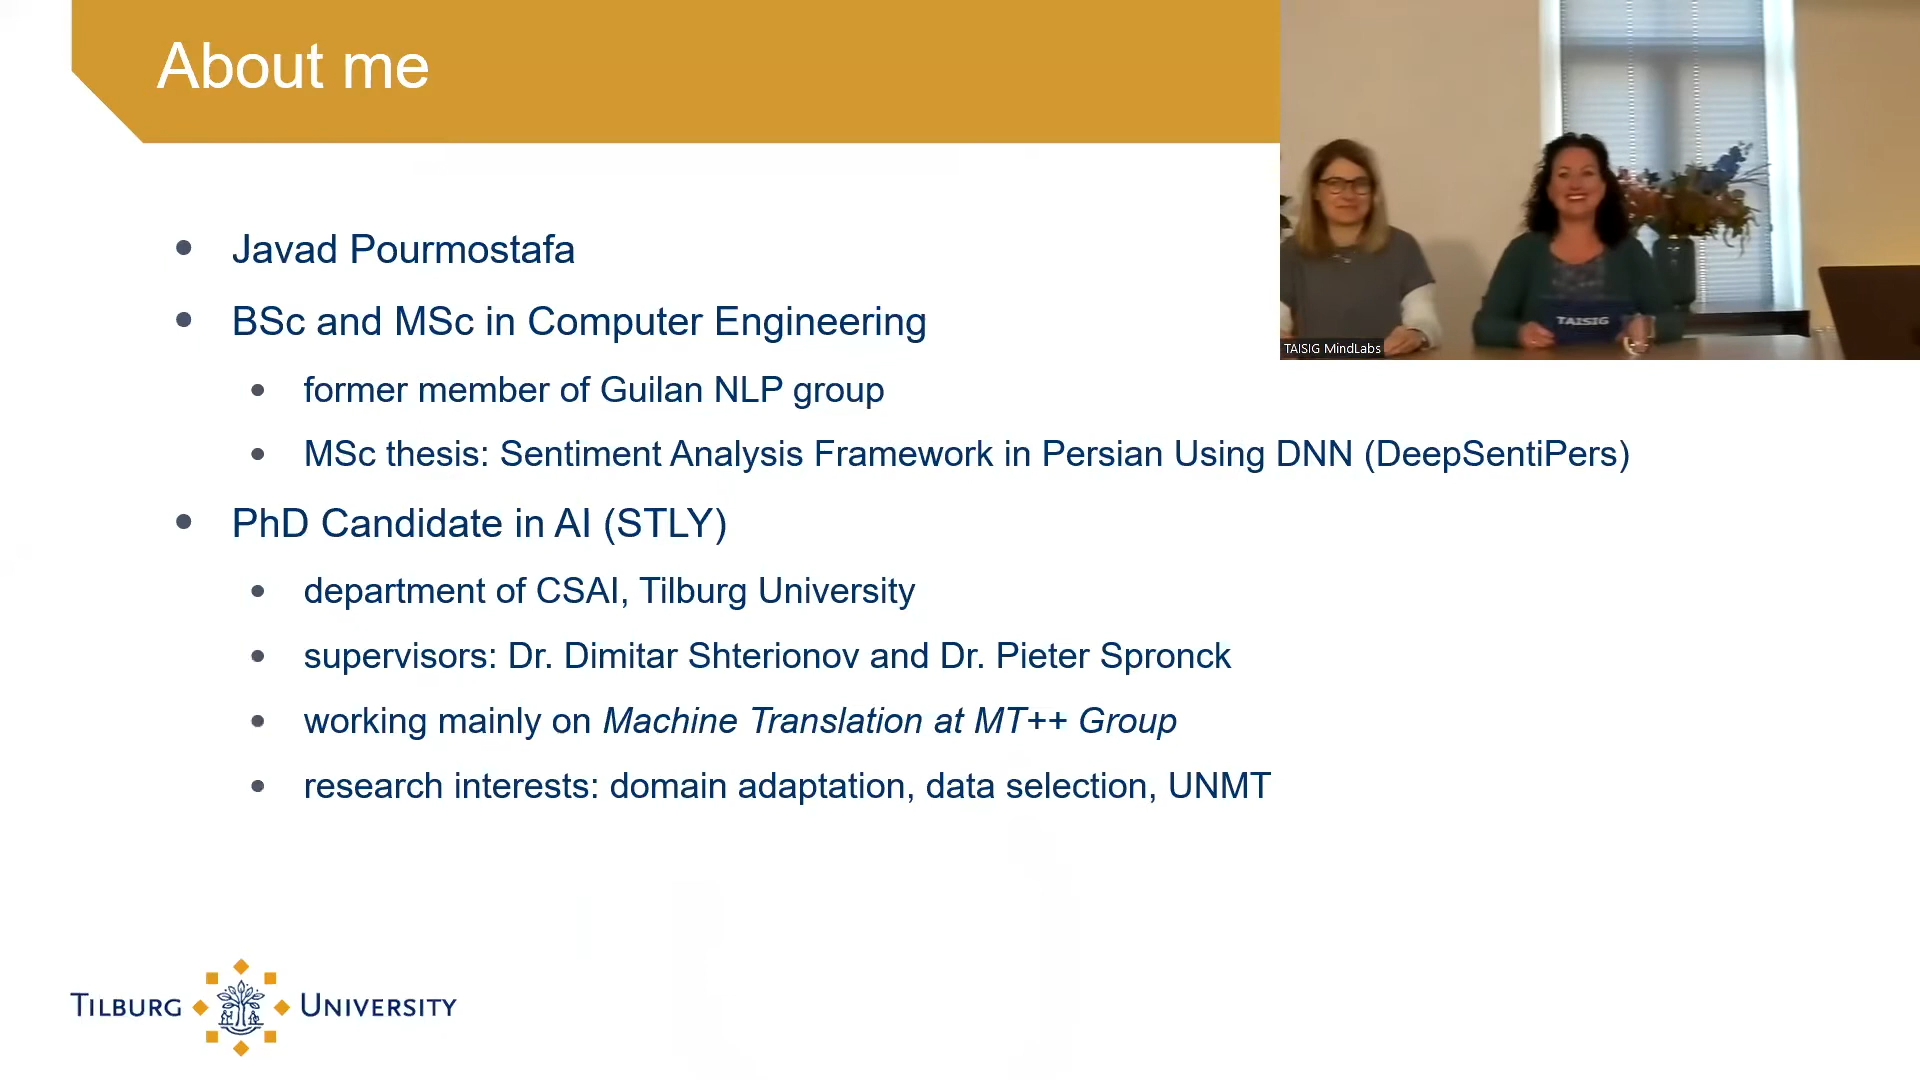 About me
Javad Pourmostafa
BSc and MSc in Computer Engineering
former member of Guilan NLP group
MSc thesis: Sentiment Analysis Framework in Persian Using DNN (DeepSentiPers)
PhD Candidate in AI (STLY)
department of CSAI, Tilburg University
supervisors: Dr. Dimitar Shterionov and Dr. Pieter Spronck
working mainly on Machine Translation at MT++ Group
research interests: domain adaptation, data selection, UNMT
TAISIG
TAISIG MindLabs
TILBURG UNIVERSITY